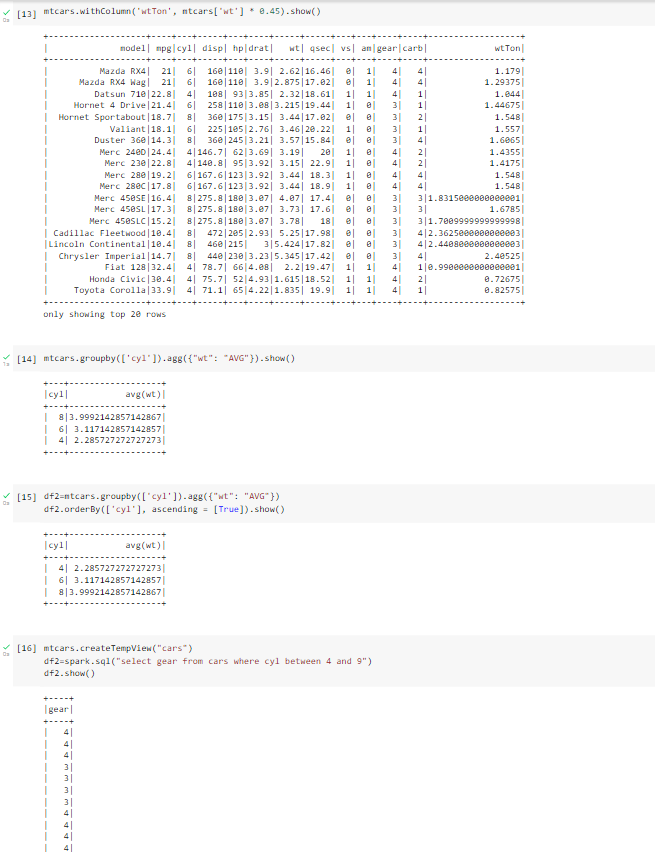 [13] mtcars.withColumn('wtTon', mtcars['wt'] * 0.45).show()
+-------------------+----+---+-----+---+----+-----+-----+---+---+----+----+------------------+
|              model| mpg|cyl| disp| hp|drat|   wt| qsec| vs| am|gear|carb|             wtTon|
+-------------------+----+---+-----+---+----+-----+-----+---+---+----+----+------------------+
|          Mazda RX4|  21|  6|  160|110| 3.9| 2.62|16.46|  0|  1|   4|   4|             1.179|
|      Mazda RX4 Wag|  21|  6|  160|110| 3.9|2.875|17.02|  0|  1|   4|   4|           1.29375|
|         Datsun 710|22.8|  4|  108| 93|3.85| 2.32|18.61|  1|  1|   4|   1|             1.044|
|     Hornet 4 Drive|21.4|  6|  258|110|3.08|3.215|19.44|  1|  0|   3|   1|           1.44675|
|  Hornet Sportabout|18.7|  8|  360|175|3.15| 3.44|17.02|  0|  0|   3|   2|             1.548|
|            Valiant|18.1|  6|  225|105|2.76| 3.46|20.22|  1|  0|   3|   1|             1.557|
|         Duster 360|14.3|  8|  360|245|3.21| 3.57|15.84|  0|  0|   3|   4|            1.6065|
|          Merc 240D|24.4|  4|146.7| 62|3.69| 3.19|   20|  1|  0|   4|   2|            1.4355|
|           Merc 230|22.8|  4|140.8| 95|3.92| 3.15| 22.9|  1|  0|   4|   2|            1.4175|
|           Merc 280|19.2|  6|167.6|123|3.92| 3.44| 18.3|  1|  0|   4|   4|             1.548|
|          Merc 280C|17.8|  6|167.6|123|3.92| 3.44| 18.9|  1|  0|   4|   4|             1.548|
|         Merc 450SE|16.4|  8|275.8|180|3.07| 4.07| 17.4|  0|  0|   3|   3|1.8315000000000001|
|         Merc 450SL|17.3|  8|275.8|180|3.07| 3.73| 17.6|  0|  0|   3|   3|            1.6785|
|        Merc 450SLC|15.2|  8|275.8|180|3.07| 3.78|   18|  0|  0|   3|   3|1.7009999999999998|
| Cadillac Fleetwood|10.4|  8|  472|205|2.93| 5.25|17.98|  0|  0|   3|   4|2.3625000000000003|
|Lincoln Continental|10.4|  8|  460|215|   3|5.424|17.82|  0|  0|   3|   4|2.4408000000000003|
|  Chrysler Imperial|14.7|  8|  440|230|3.23|5.345|17.42|  0|  0|   3|   4|           2.40525|
|           Fiat 128|32.4|  4| 78.7| 66|4.08|  2.2|19.47|  1|  1|   4|   1|0.9900000000000001|
|        Honda Civic|30.4|  4| 75.7| 52|4.93|1.615|18.52|  1|  1|   4|   2|           0.72675|
|     Toyota Corolla|33.9|  4| 71.1| 65|4.22|1.835| 19.9|  1|  1|   4|   1|           0.82575|
+-------------------+----+---+-----+---+----+-----+-----+---+---+----+----+------------------+
only showing top 20 rows
[14] mtcars.groupby(['cyl']).agg({"wt": "AVG"}).show()
+---+------------------+
|cyl|           avg(wt)|
+---+------------------+
|  8|3.9992142857142867|
|  6| 3.117142857142857|
|  4| 2.285727272727273|
+---+------------------+
[15] df2=mtcars.groupby(['cyl']).agg({"wt": "AVG"})
df2.orderBy(['cyl'], ascending = [True]).show()
+---+------------------+
|cyl|           avg(wt)|
+---+------------------+
|  4| 2.285727272727273|
|  6| 3.117142857142857|
|  8|3.9992142857142867|
+---+------------------+
[16] mtcars.createTempView("cars")
df2=spark.sql("select gear from cars where cyl between 4 and 9")
df2.show()
+----+
|gear|
+----+
|   4|
|   4|
|   4|
|   3|
|   3|
|   3|
|   3|
|   4|
|   4|
|   4|
|   4|